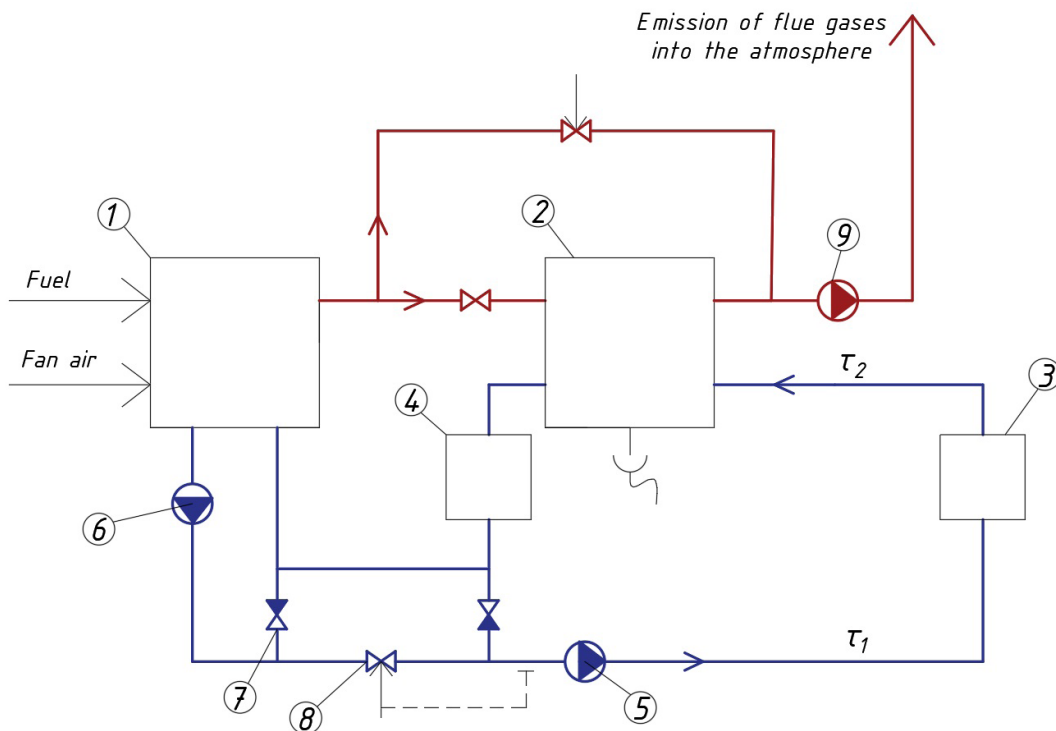 Emission of flue gases
into the atmosphere
1
2
9
Fuel
Fan air
τ2
3
4
6
τ1
7
8
5